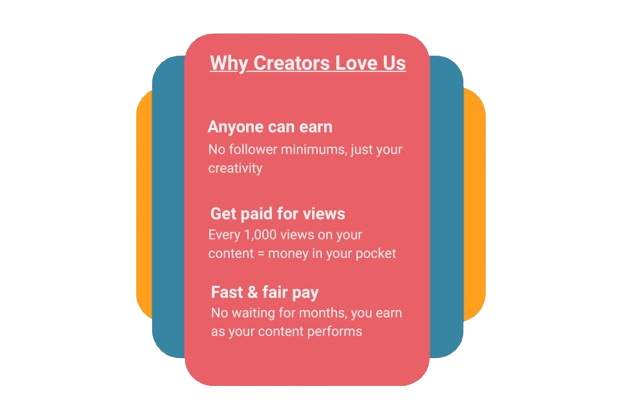 Why Creators Love Us
Anyone can earn
No follower minimums, just your
creativity
Get paid for views
Every 1,000 views on your
content = money in your pocket
Fast & fair pay
No waiting for months, you earn
as your content performs